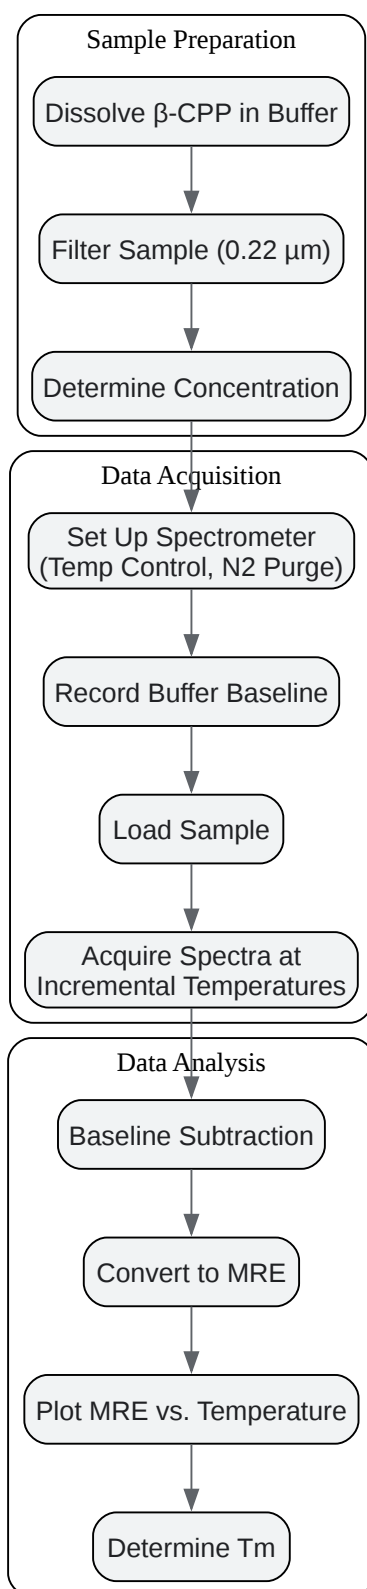 Sample Preparation
Dissolve β-CPP in Buffer
Filter Sample (0.22 µm)
Determine Concentration
Data Acquisition
Set Up Spectrometer
(Temp Control, N2 Purge)
Record Buffer Baseline
Load Sample
Acquire Spectra at
Incremental Temperatures
Data Analysis
Baseline Subtraction
Convert to MRE
Plot MRE vs. Temperature
Determine Tm